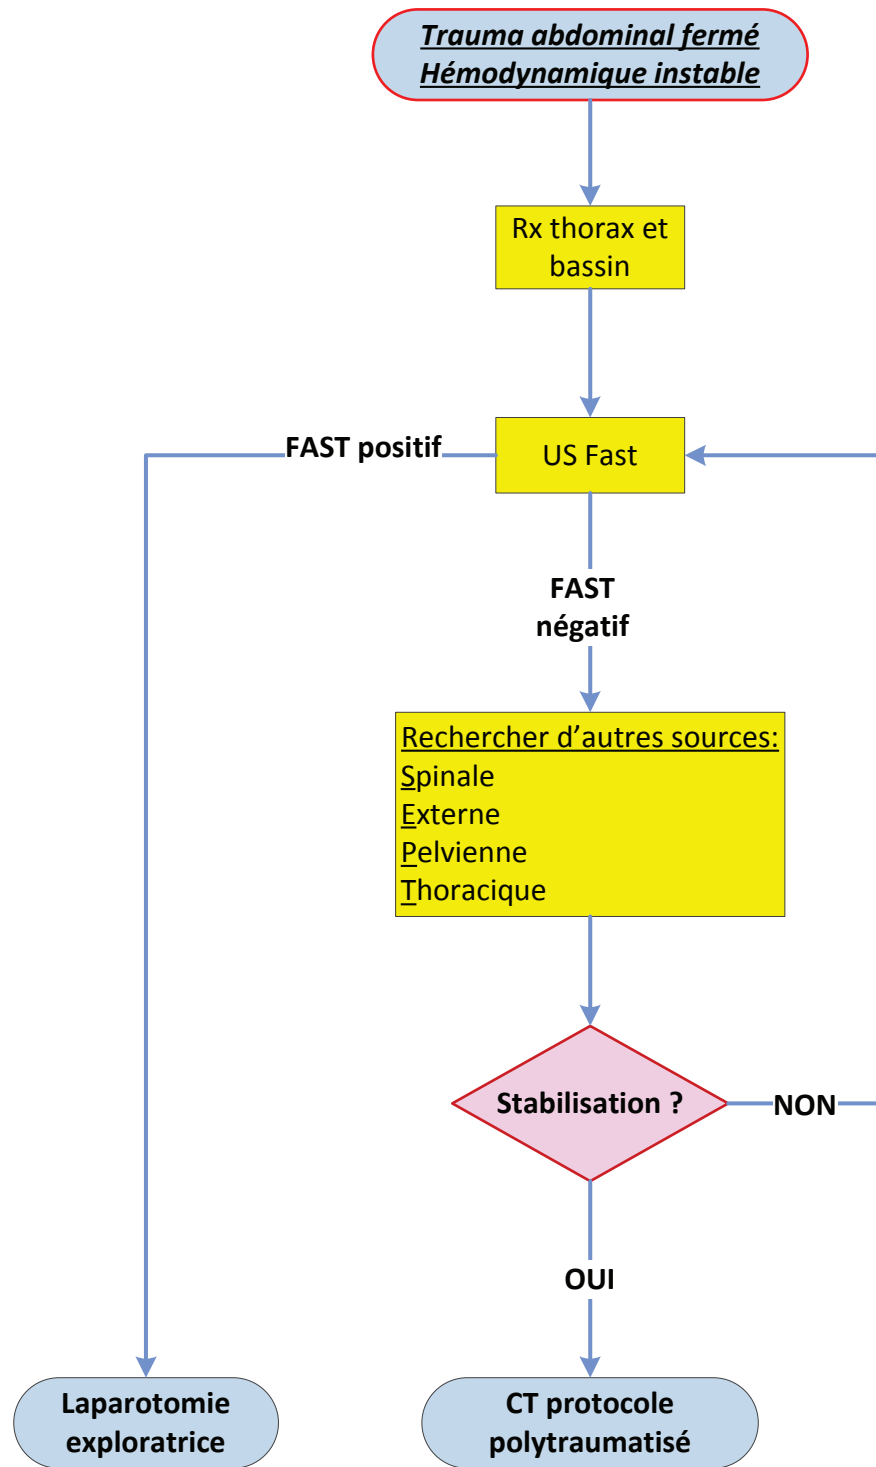 Trauma abdominal fermé
Hémodynamique instable
Rx thorax et
bassin
FAST positif
US Fast
FAST
négatif
Rechercher d’autres sources:
Spinale
Externe
Pelvienne
Thoracique
Stabilisation ?
NON
OUI
Laparotomie
exploratrice
CT protocole
polytraumatisé